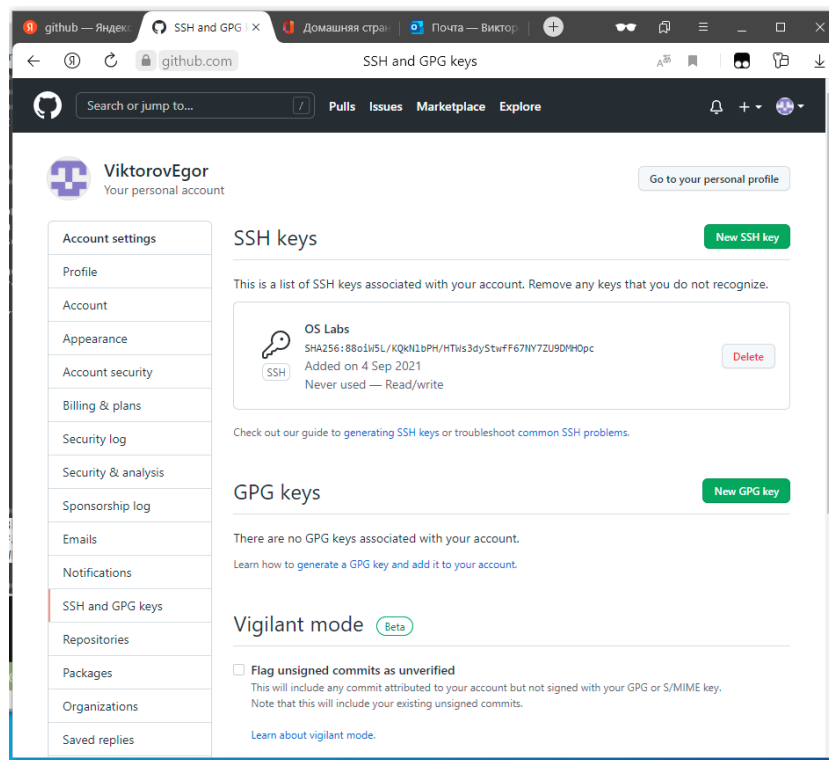 github — Яндекс
SSH and GPG
Домашняя стран
Почта — Виктор
github.com
SSH and GPG keys
Search or jump to...
/
Pulls Issues Marketplace Explore
ViktorovEgor
Your personal account
Go to your personal profile
Account settings
Profile
Account
Appearance
Account security
Billing & plans
Security log
Security & analysis
Sponsorship log
Emails
Notifications
SSH and GPG keys
Repositories
Packages
Organizations
Saved replies
SSH keys
New SSH key
This is a list of SSH keys associated with your account. Remove any keys that you do not recognize.
OS Labs
SHA256:88oiW5L/KQkNlbPH/HTWs3dyStwfF67NY7ZU9DMHOpc
SSH
Added on 4 Sep 2021
Never used — Read/write
Delete
Check out our guide to generating SSH keys or troubleshoot common SSH problems.
GPG keys
New GPG key
There are no GPG keys associated with your account.
Learn how to generate a GPG key and add it to your account.
Vigilant mode
Beta
Flag unsigned commits as unverified
This will include any commit attributed to your account but not signed with your GPG or S/MIME key.
Note that this will include your existing unsigned commits.
Learn about vigilant mode.